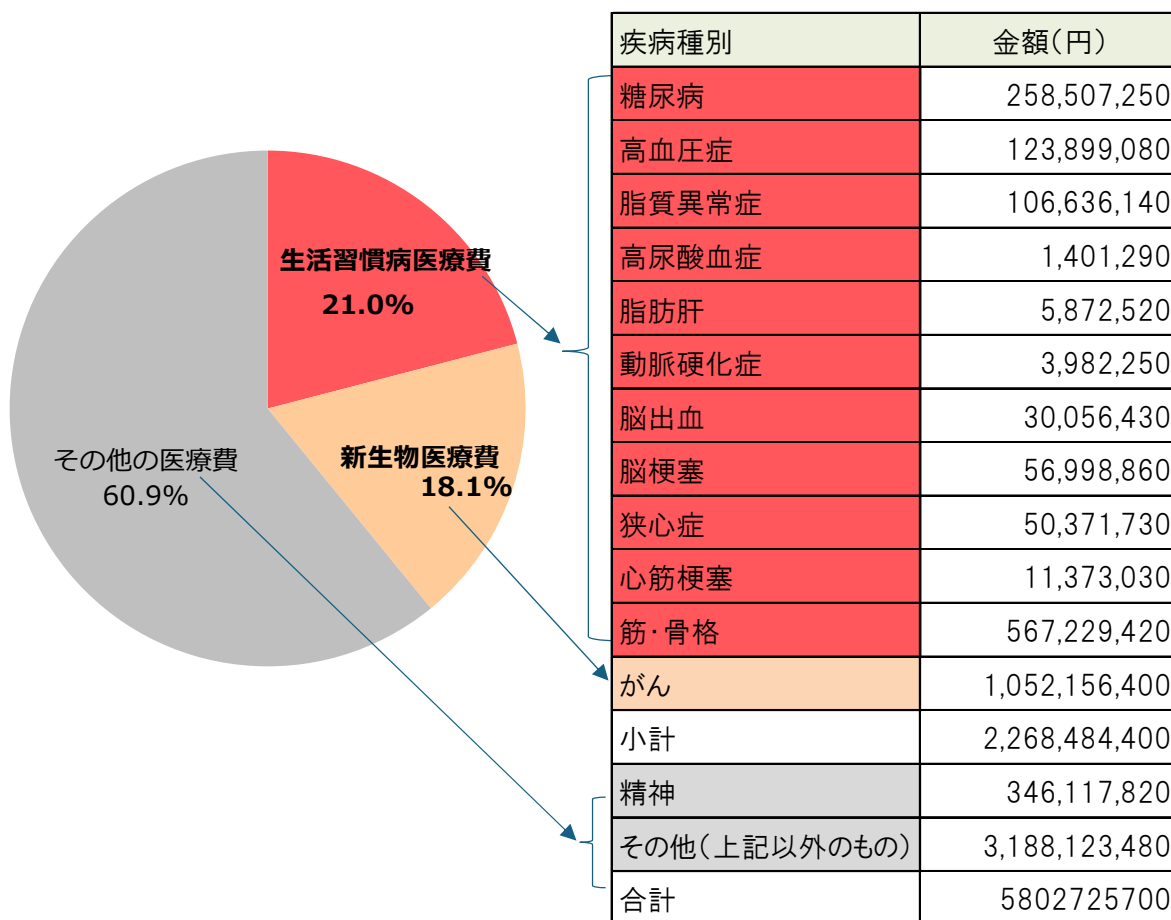 生活習慣病医療費
21.0%
新生物医療費
18.1%
その他の医療費
60.9%
疾病種別 金額(円)
糖尿病 258,507,250
高血圧症 123,899,080
脂質異常症 106,636,140
高尿酸血症 1,401,290
脂肪肝 5,872,520
動脈硬化症 3,982,250
脳出血 30,056,430
脳梗塞 56,998,860
狭心症 50,371,730
心筋梗塞 11,373,030
筋・骨格 567,229,420
がん 1,052,156,400
小計 2,268,484,400
精神 346,117,820
その他(上記以外のもの) 3,188,123,480
合計 5802725700